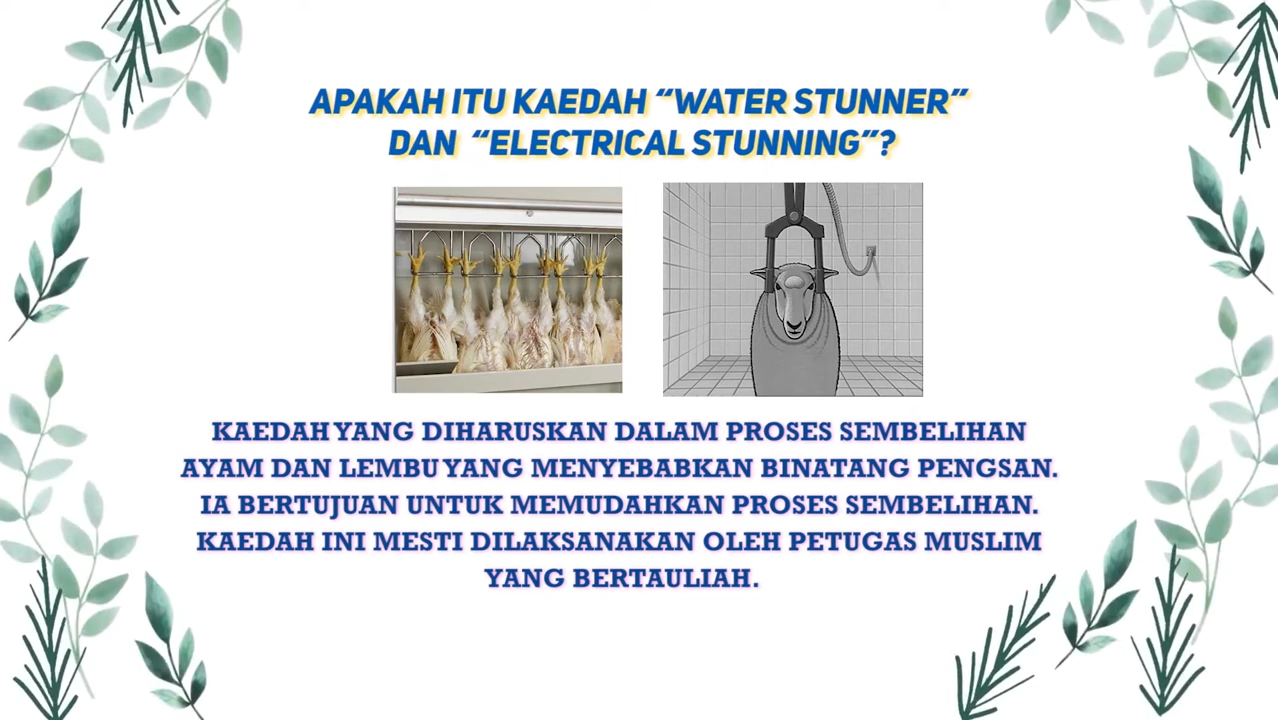 APAKAH ITU KAEDAH “WATER STUNNER”
DAN “ELECTRICAL STUNNING”?
KAEDAH YANG DIHARUSKAN DALAM PROSES SEMBELIHAN
AYAM DAN LEMBU YANG MENYEBABKAN BINATANG PENGSAN.
IA BERTUJUAN UNTUK MEMUDAHKAN PROSES SEMBELIHAN.
KAEDAH INI MESTI DILAKSANAKAN OLEH PETUGAS MUSLIM
YANG BERTAULIAH.